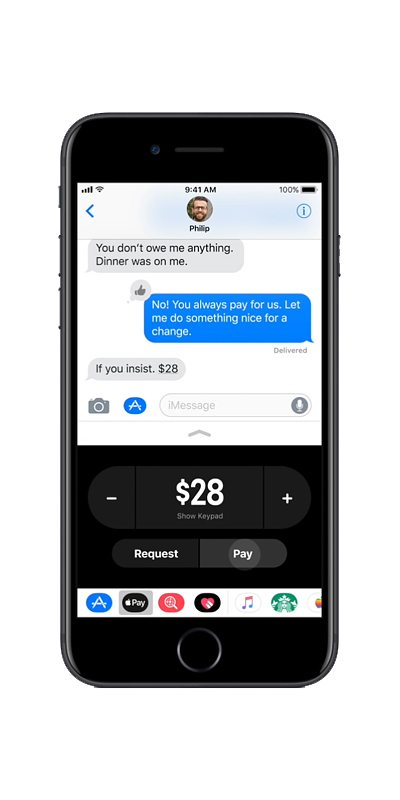 9:41 AM
100%
Philip
You don't owe me anything.
Dinner was on me.
No! You always pay for us. Let
me do something nice for a
change.
Delivered
If you insist. $28
iMessage
−
$28
+
Show Keypad
Request
Pay
Pay